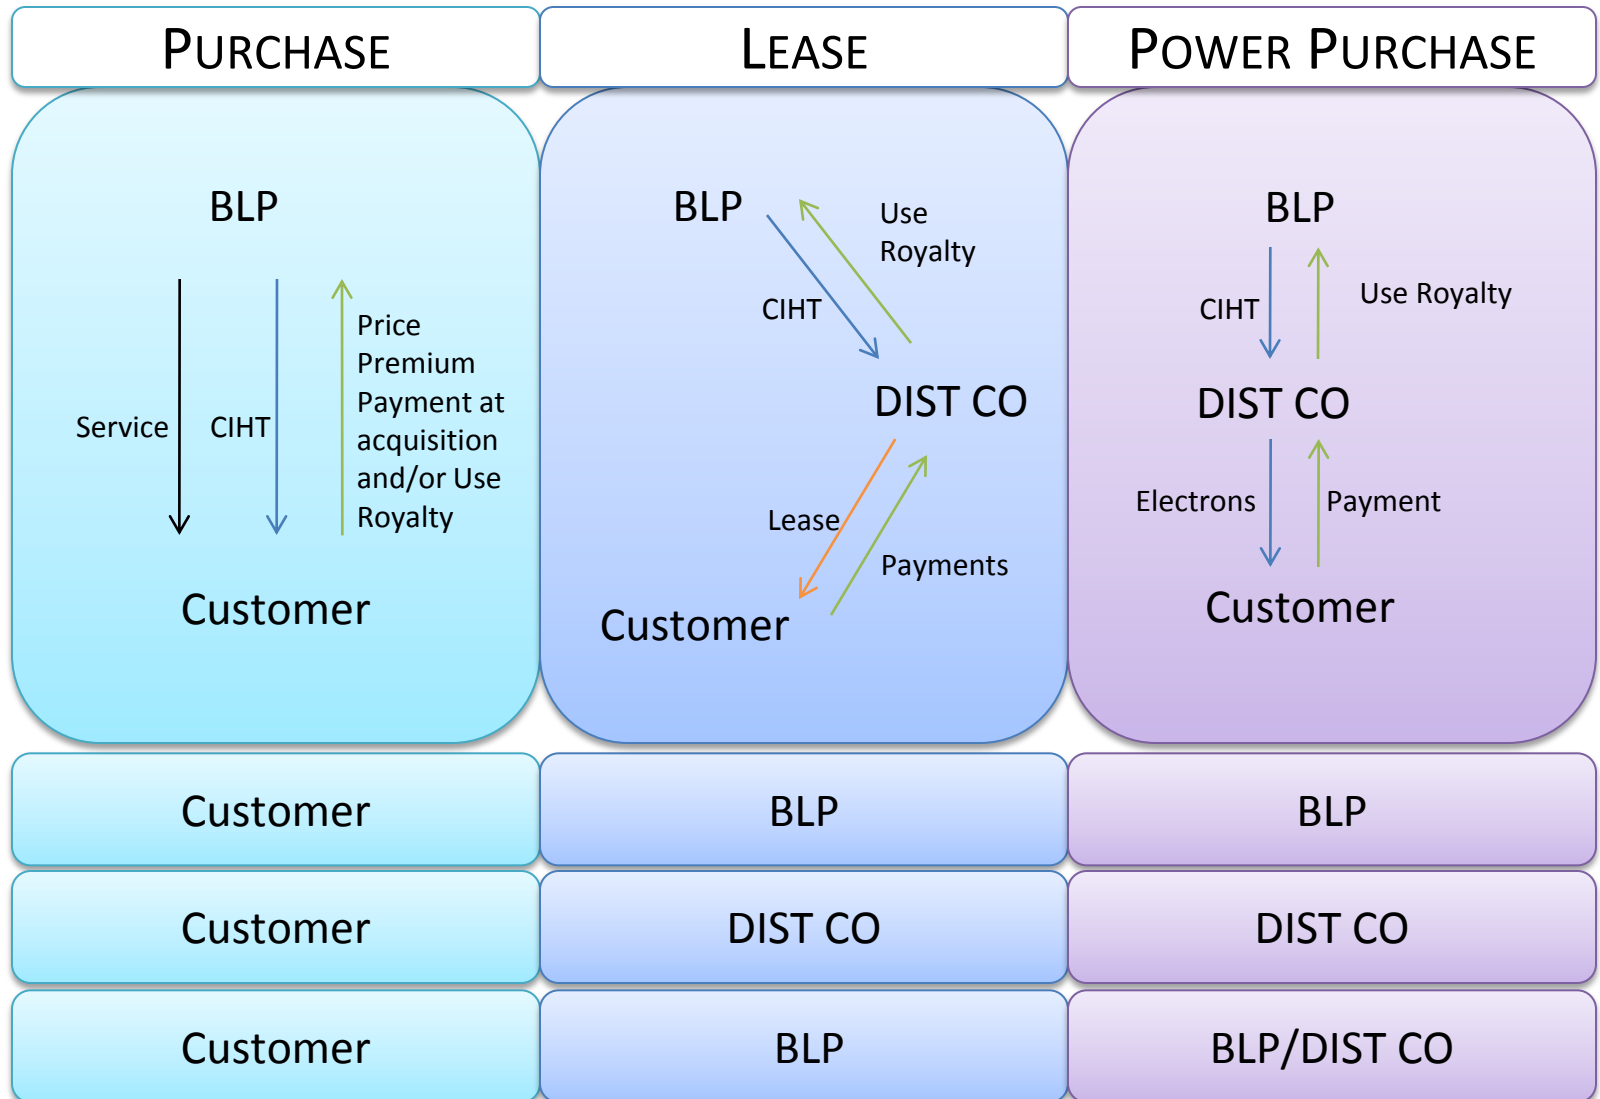 PURCHASE
LEASE
POWER PURCHASE
BLP
Service
CIHT
Price
Premium
Payment at
acquisition
and/or Use
Royalty
Customer
BLP
Use
Royalty
CIHT
DIST CO
Lease
Payments
Customer
BLP
CIHT
Use Royalty
DIST CO
Electrons
Payment
Customer
Customer
BLP
BLP
Customer
DIST CO
DIST CO
Customer
BLP
BLP/DIST CO